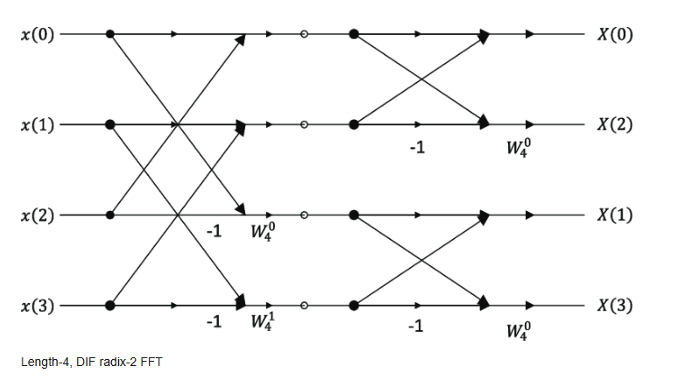 x(0) X(0)
x(1) X(2)
-1 W₄⁰
x(2) X(1)
-1 W₄⁰
x(3) X(3)
-1 W₄¹ -1 W₄⁰
Length-4, DIF radix-2 FFT